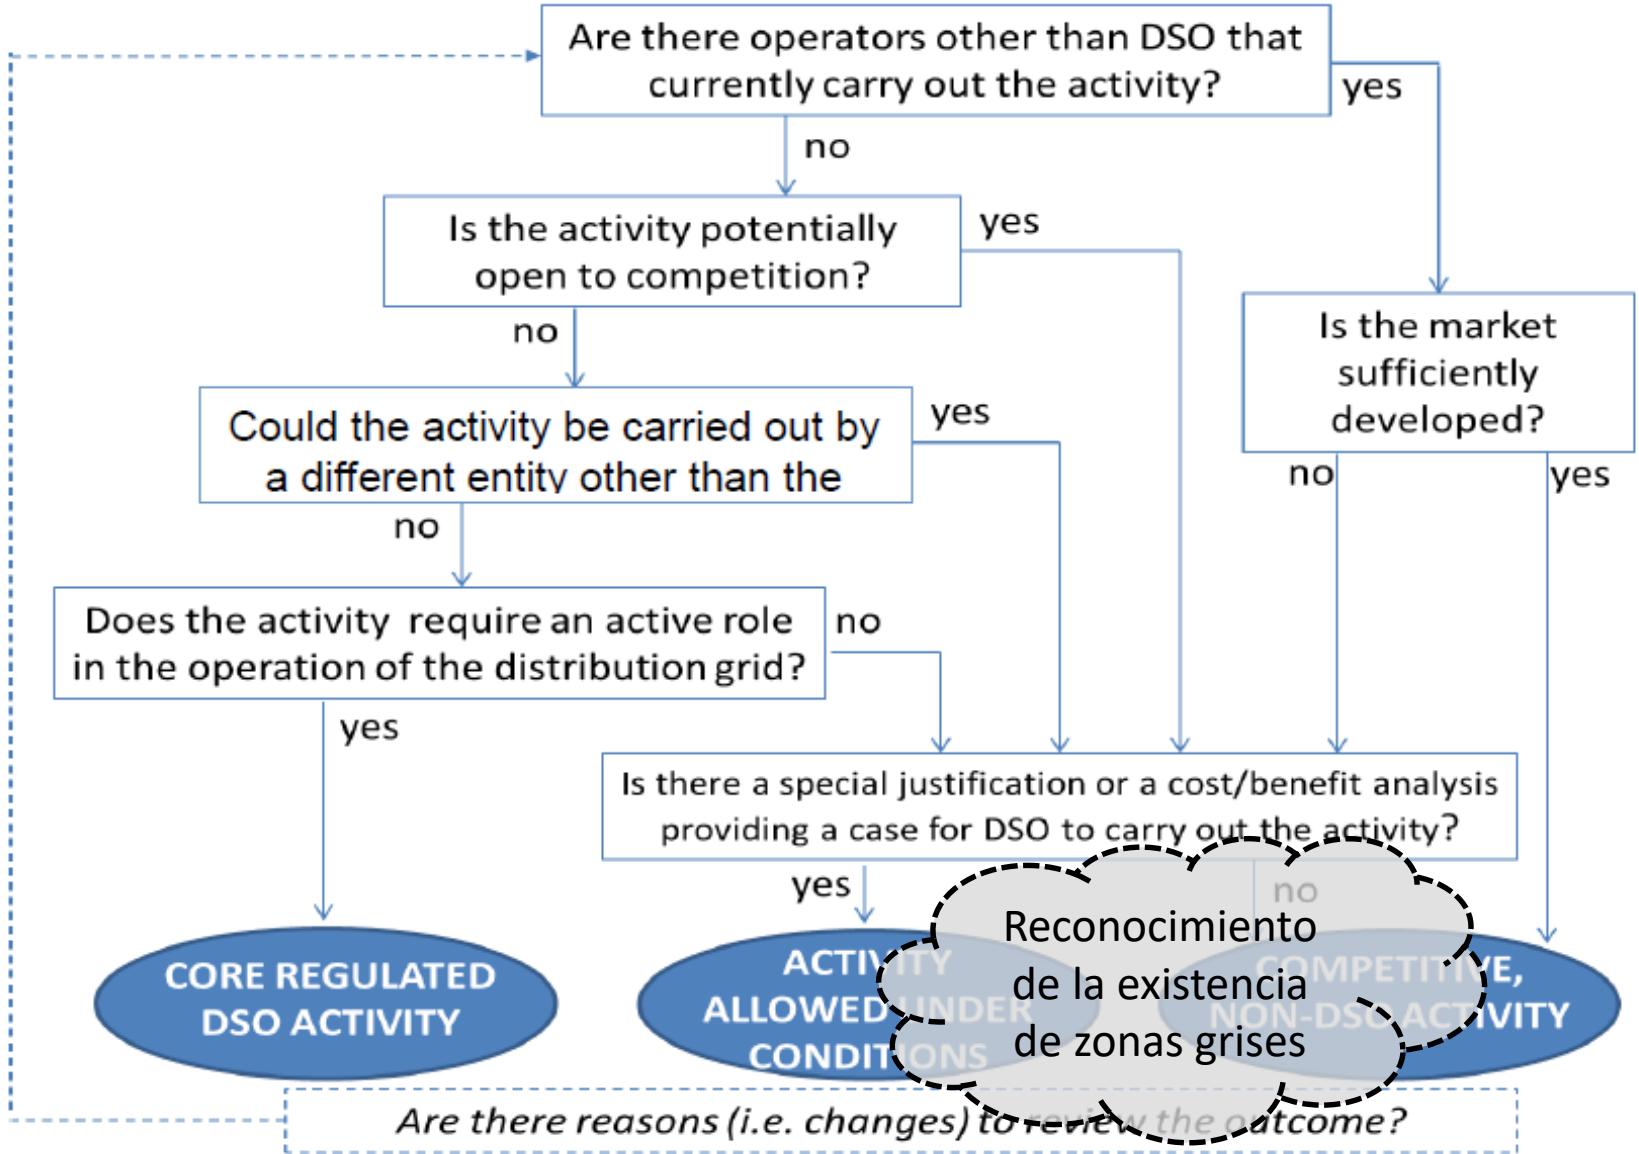 Are there operators other than DSO that
currently carry out the activity?
yes
no
Is the activity potentially
open to competition?
yes
no
Is the market
sufficiently
developed?
Could the activity be carried out by
a different entity other than the
yes
no
no
yes
Does the activity require an active role
in the operation of the distribution grid?
no
yes
Is there a special justification or a cost/benefit analysis
providing a case for DSO to carry out the activity?
yes
no
CORE REGULATED
DSO ACTIVITY
ACTIVITY
ALLOWED UNDER
CONDITIONS
COMPETITIVE,
NON-DSO ACTIVITY
Reconocimiento
de la existencia
de zonas grises
Are there reasons (i.e. changes) to review the outcome?